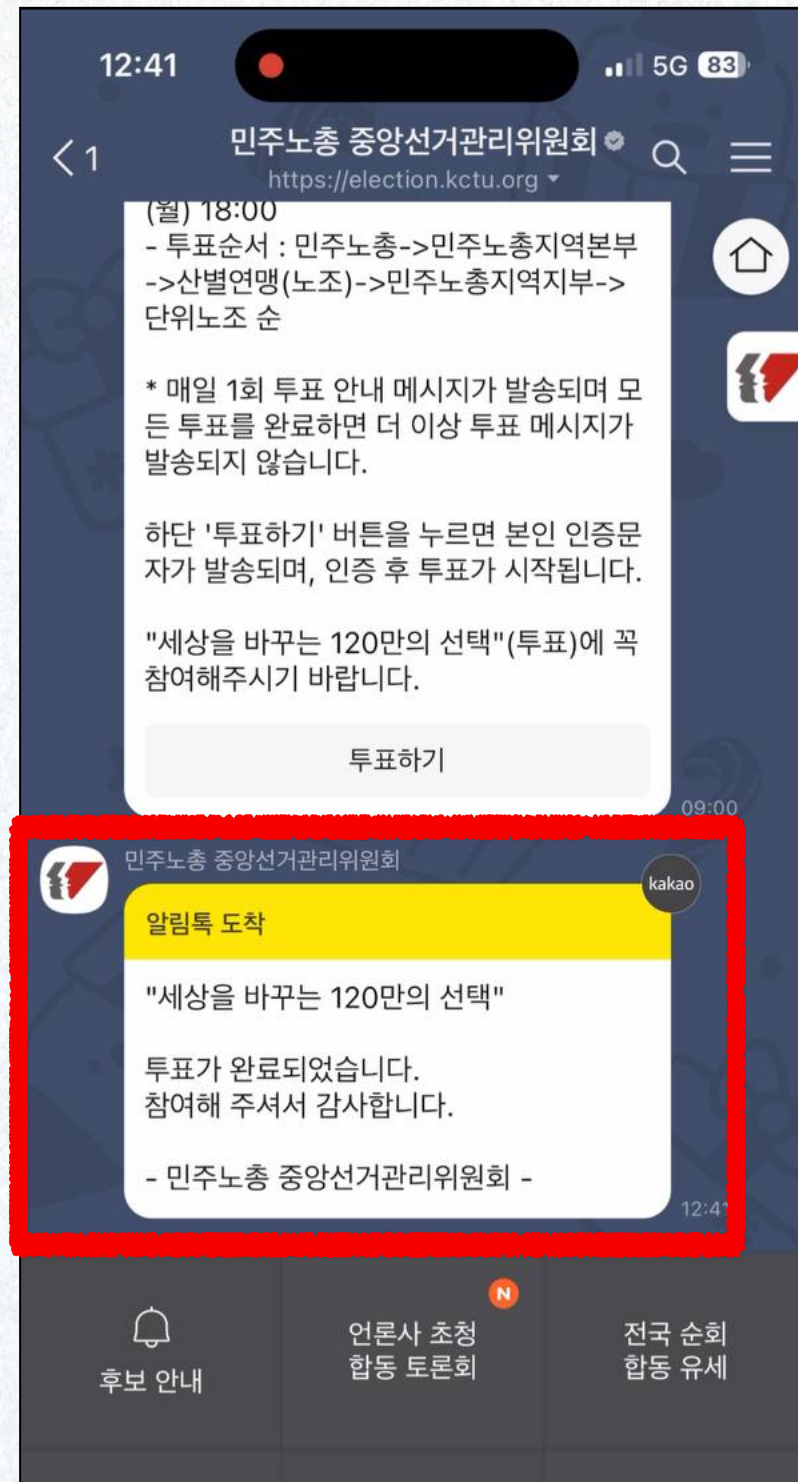 12:41
5G 83
1
민주노총 중앙선거관리위원회
https://election.kctu.org
(월) 18:00
- 투표순서 : 민주노총->민주노총지역본부
->산별연맹(노조)->민주노총지역지부->
단위노조 순
* 매일 1회 투표 안내 메시지가 발송되며 모
든 투표를 완료하면 더 이상 투표 메시지가
발송되지 않습니다.
하단 '투표하기' 버튼을 누르면 본인 인증문
자가 발송되며, 인증 후 투표가 시작됩니다.
"세상을 바꾸는 120만의 선택"(투표)에 꼭
참여해주시기 바랍니다.
투표하기
09:00
민주노총 중앙선거관리위원회
kakao
알림톡 도착
"세상을 바꾸는 120만의 선택"
투표가 완료되었습니다.
참여해 주셔서 감사합니다.
- 민주노총 중앙선거관리위원회 -
12:41
N
후보 안내
언론사 초청
합동 토론회
전국 순회
합동 유세